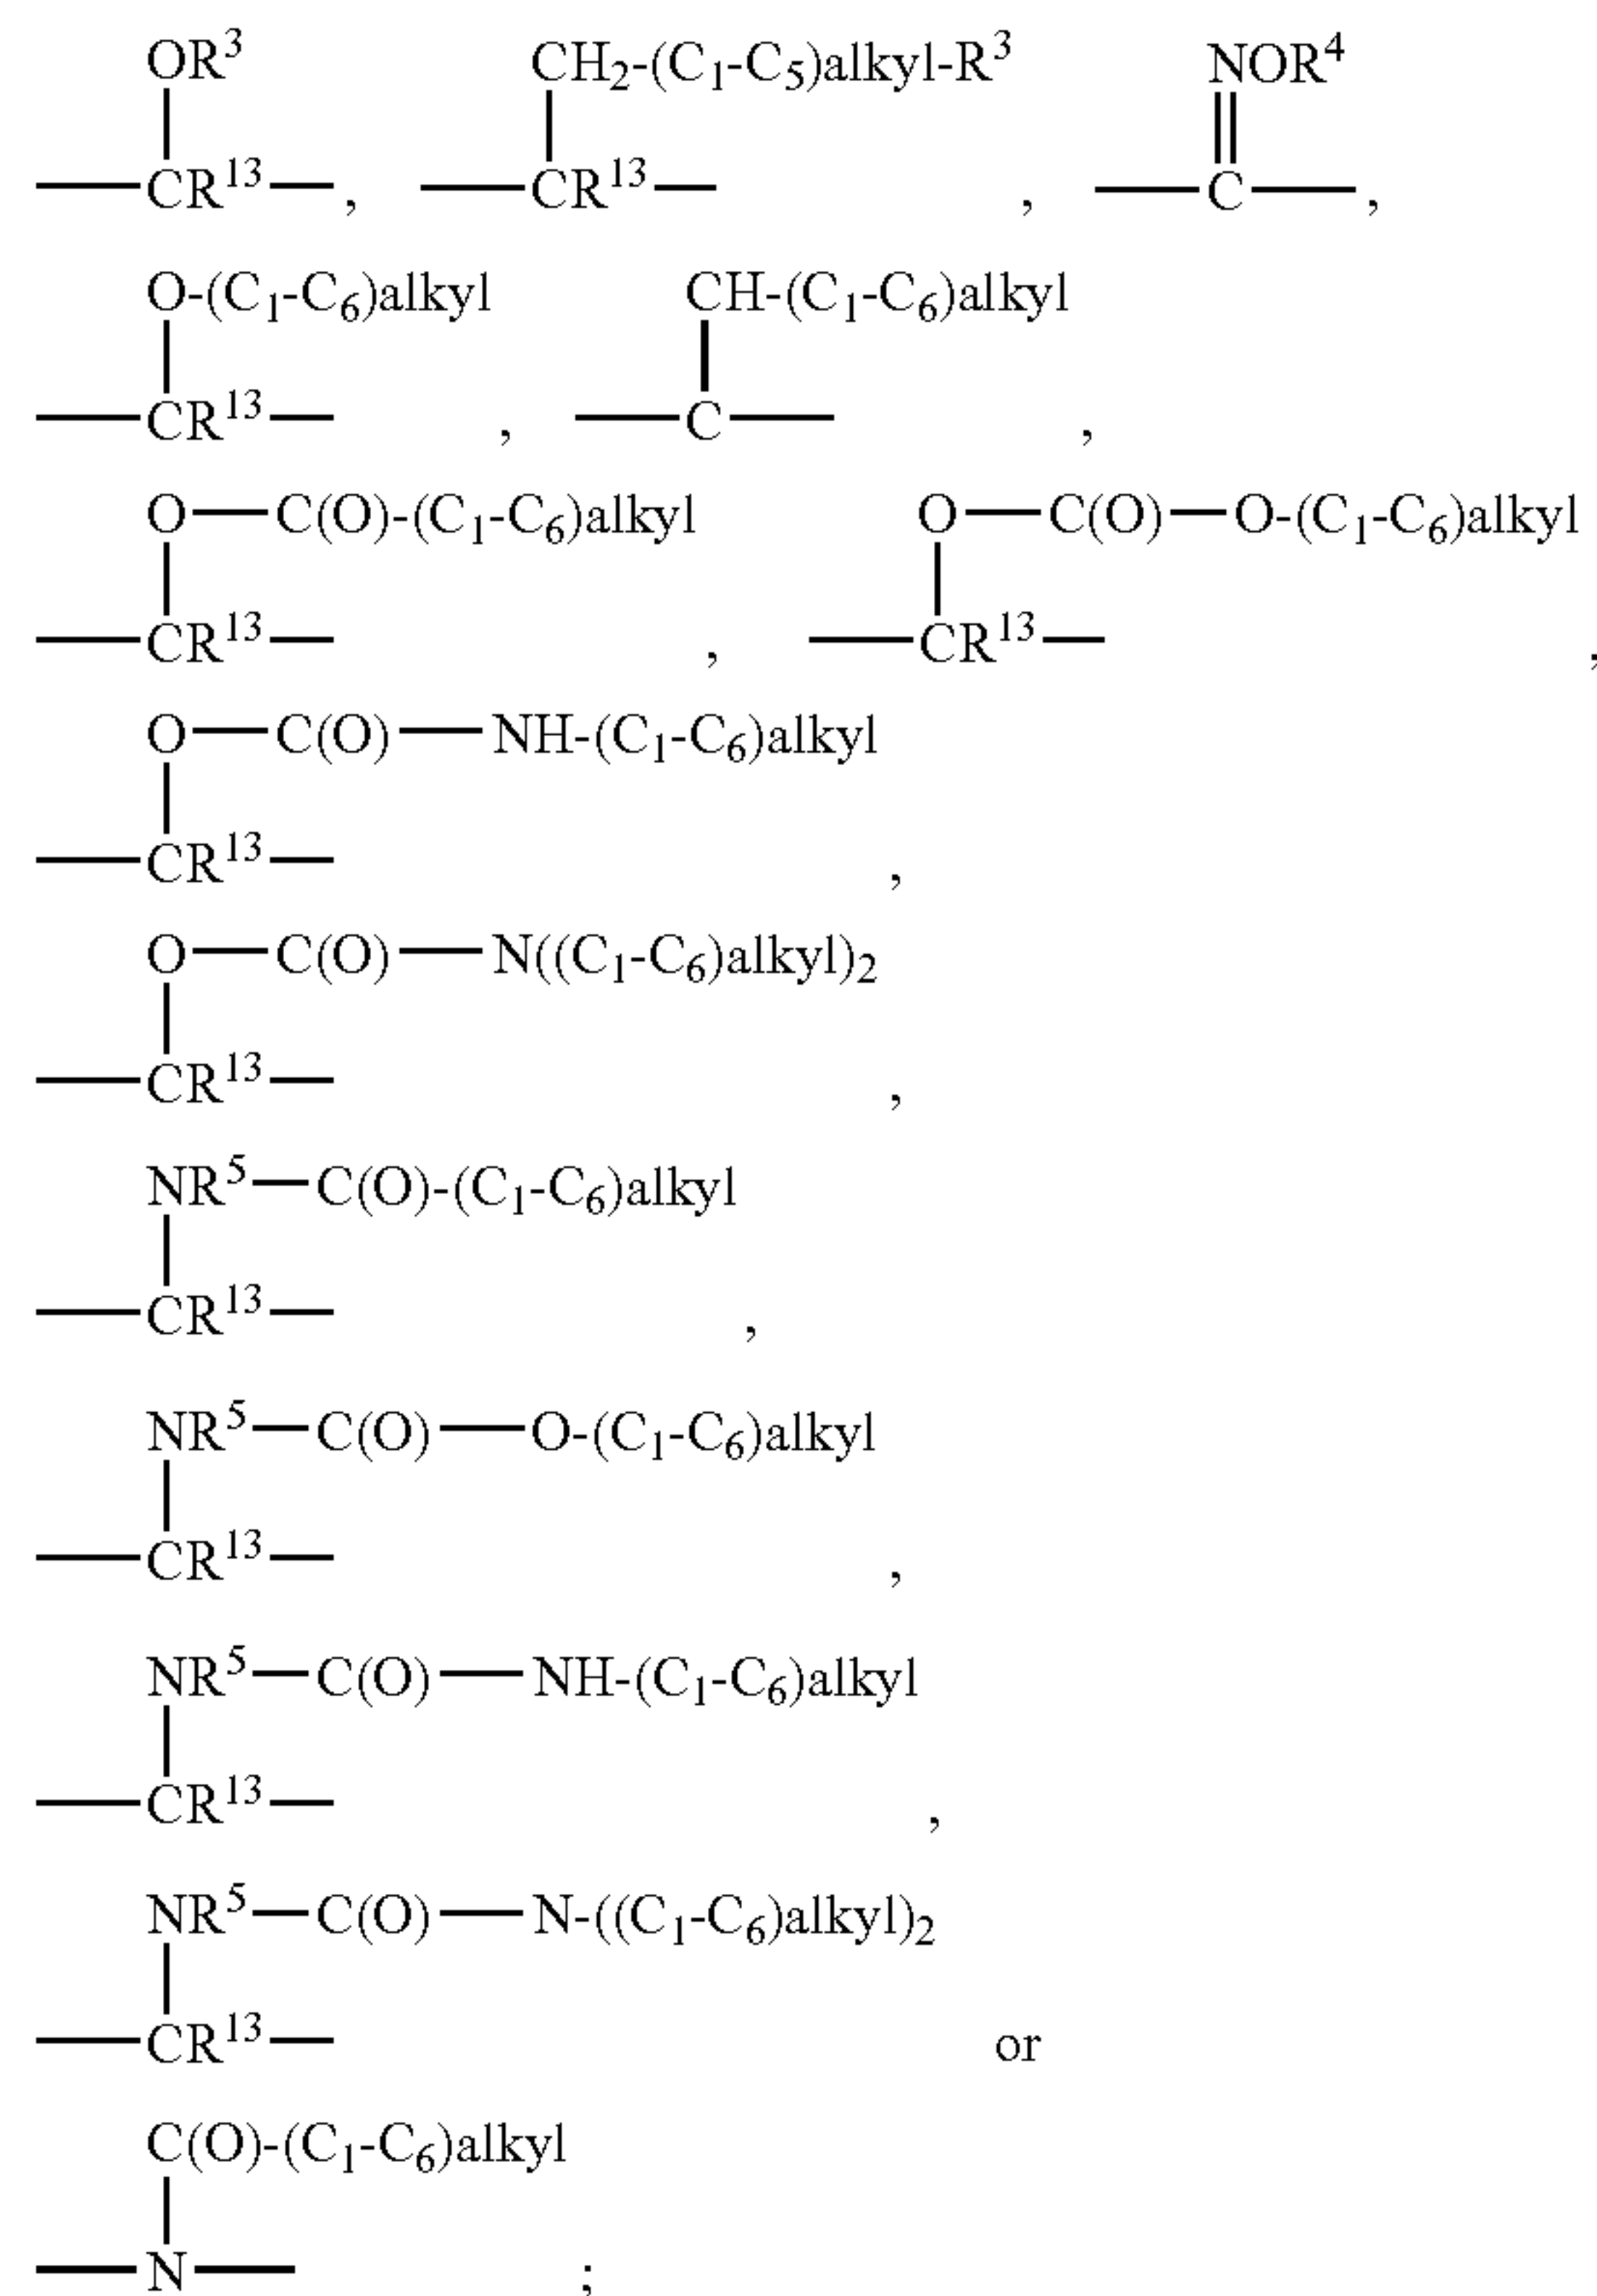 OR³ CH₂-(C₁-C₅)alkyl-R³ NOR⁴
CR¹³ , CR¹³ , C ,
O-(C₁-C₆)alkyl CH-(C₁-C₆)alkyl
CR¹³ , C ,
O—C(O)-(C₁-C₆)alkyl O—C(O)—O-(C₁-C₆)alkyl
CR¹³ , CR¹³ ,
O—C(O)—NH-(C₁-C₆)alkyl
CR¹³ ,
O—C(O)—N((C₁-C₆)alkyl)₂
CR¹³ ,
NR⁵—C(O)-(C₁-C₆)alkyl
CR¹³ ,
NR⁵—C(O)—O-(C₁-C₆)alkyl
CR¹³ ,
NR⁵—C(O)—NH-(C₁-C₆)alkyl
CR¹³ ,
NR⁵—C(O)—N-((C₁-C₆)alkyl)₂
CR¹³ or
C(O)-(C₁-C₆)alkyl
N ;